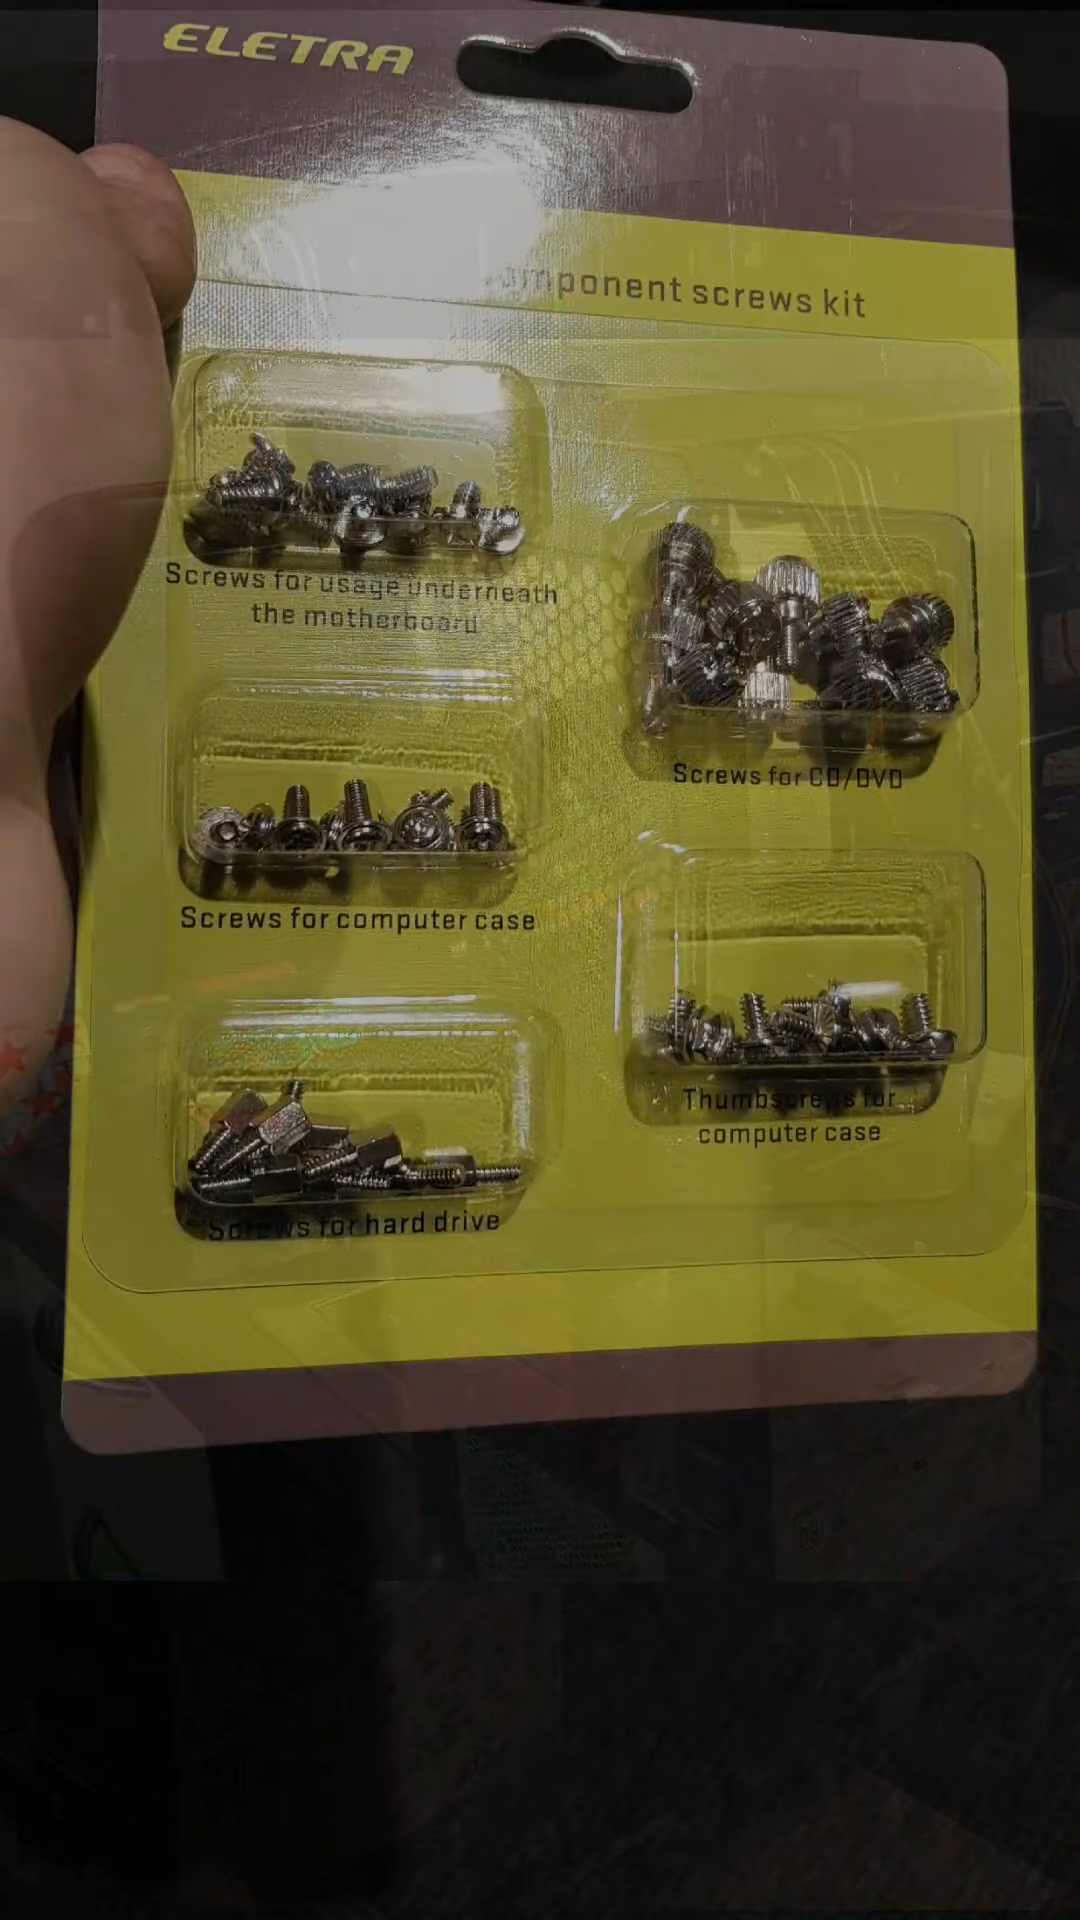 ELETRA
screws kit
Screws for usage underneath
the motherboard
Screws for CD/DVD
Screws for computer case
Thumbscrews for
computer case
Screws for hard drive